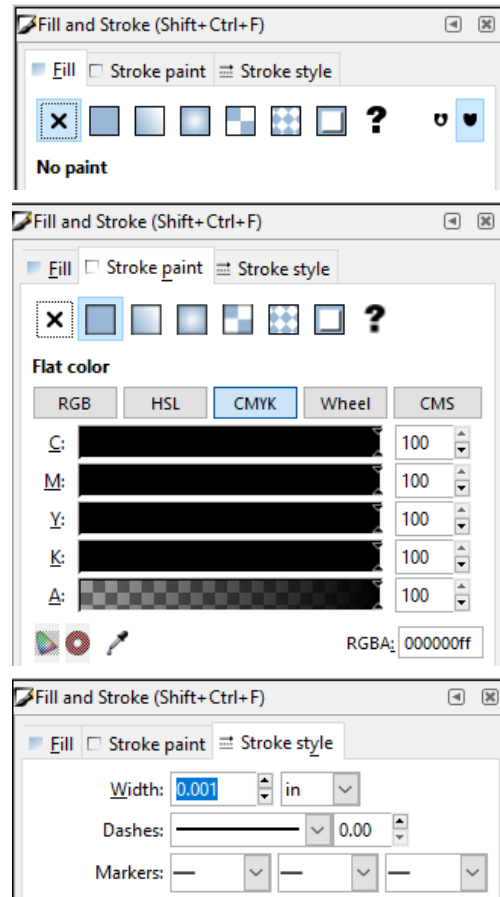 Fill and Stroke (Shift+Ctrl+F)
Fill Stroke paint Stroke style
?
No paint
Fill and Stroke (Shift+Ctrl+F)
Fill Stroke paint Stroke style
?
Flat color
RGB HSL CMYK Wheel CMS
C: 100
M: 100
Y: 100
K: 100
A: 100
RGBA: 000000ff
Fill and Stroke (Shift+Ctrl+F)
Fill Stroke paint Stroke style
Width: 0.001 in
Dashes: 0.00
Markers: